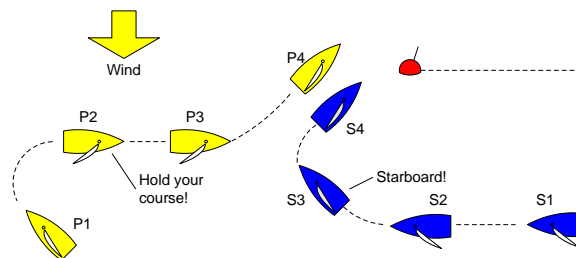 Wind
P4
P2
P3
S4
Hold your
course!
Starboard!
P1
S3
S2
S1